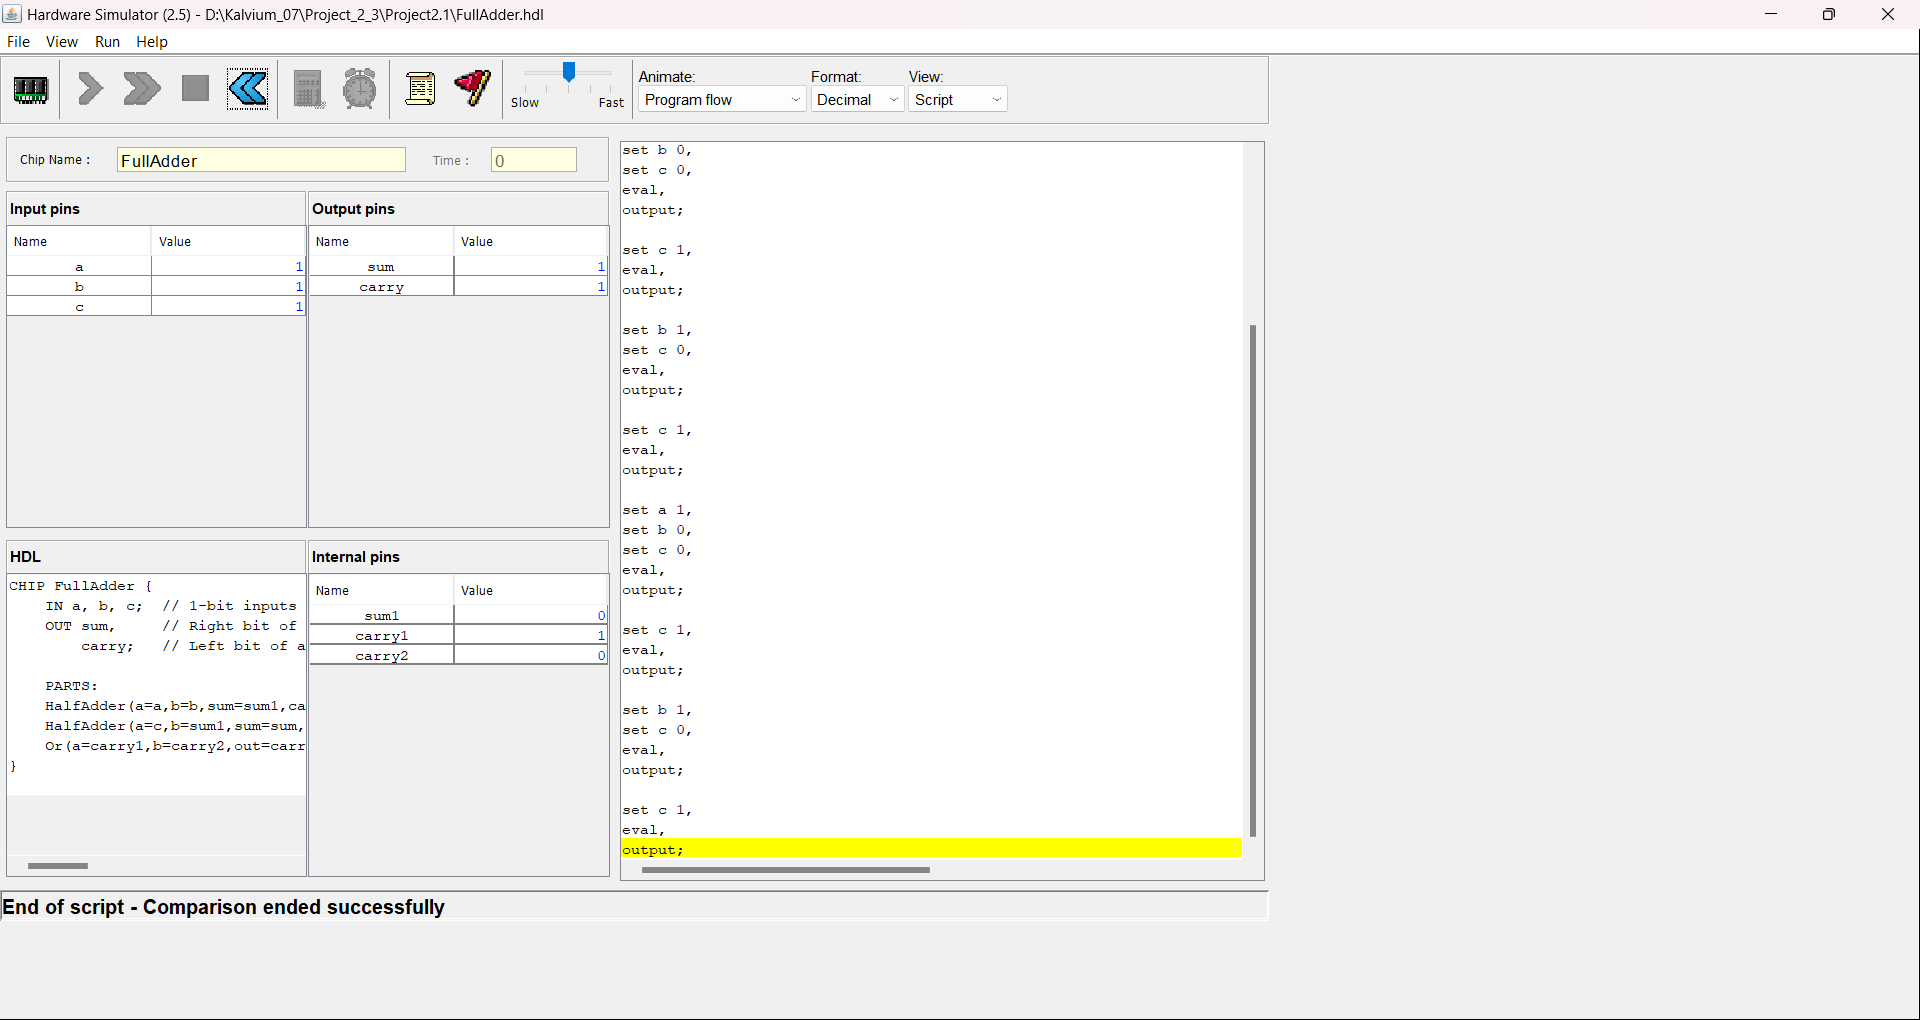 Hardware Simulator (2.5) - D:\Kalvium_07\Project_2_3\Project2.1\FullAdder.hdl
File View Run Help
Slow Fast
Animate: Format: View:
Program flow Decimal Script
Chip Name : FullAdder Time : 0
Input pins
Name Value
a 1
b 1
c 1
Output pins
Name Value
sum 1
carry 1
HDL
CHIP FullAdder {
IN a, b, c; // 1-bit inputs
OUT sum, // Right bit of
carry; // Left bit of a
PARTS:
HalfAdder(a=a,b=b,sum=sum1,ca
HalfAdder(a=c,b=sum1,sum=sum,
Or(a=carry1,b=carry2,out=carr
}
Internal pins
Name Value
sum1 0
carry1 1
carry2 0
set b 0,
set c 0,
eval,
output;
set c 1,
eval,
output;
set b 1,
set c 0,
eval,
output;
set c 1,
eval,
output;
set a 1,
set b 0,
set c 0,
eval,
output;
set c 1,
eval,
output;
set b 1,
set c 0,
eval,
output;
set c 1,
eval,
output;
End of script - Comparison ended successfully